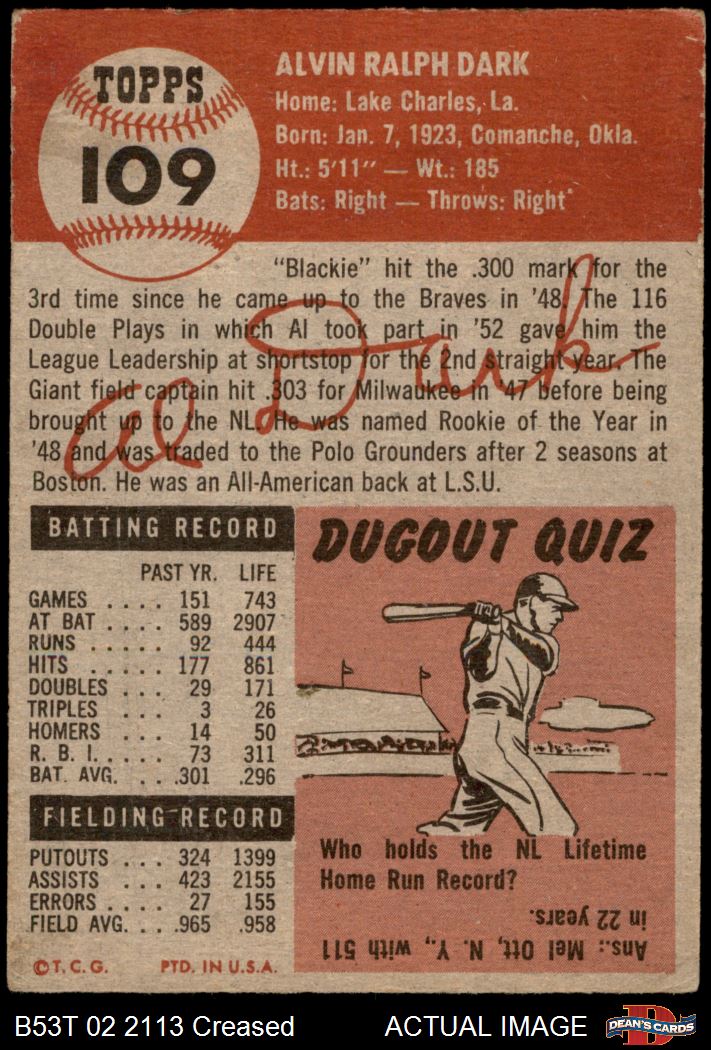 TOPPS
109
ALVIN RALPH DARK
Home: Lake Charles, La.
Born: Jan. 7, 1923, Comanche, Okla.
Ht.: 5'11" — Wt.: 185
Bats: Right — Throws: Right
"Blackie" hit the .300 mark for the
3rd time since he came up to the Braves in '48. The 116
Double Plays in which Al took part in '52 gave him the
League Leadership at shortstop for the 2nd straight year. The
Giant field captain hit .303 for Milwaukee in '47 before being
brought up to the NL. He was named Rookie of the Year in
'48 and was traded to the Polo Grounders after 2 seasons at
Boston. He was an All-American back at L.S.U.
Al Dark
BATTING RECORD
PAST YR. LIFE
GAMES .... 151 743
AT BAT .... 589 2907
RUNS ..... 92 444
HITS ..... 177 861
DOUBLES ... 29 171
TRIPLES ... 3 26
HOMERS ... 14 50
R. B. I. .... 73 311
BAT. AVG. ... .301 .296
FIELDING RECORD
PUTOUTS ... 324 1399
ASSISTS ... 423 2155
ERRORS ... 27 155
FIELD AVG. ... .965 .958
© T. C. G. PTD. IN U.S.A.
DUGOUT QUIZ
Who holds the NL Lifetime
Home Run Record?
Ans.: Mel Ott, N. Y., with 511
in 22 years.
B53T 02 2113 Creased ACTUAL IMAGE
DEAN'S CARDS